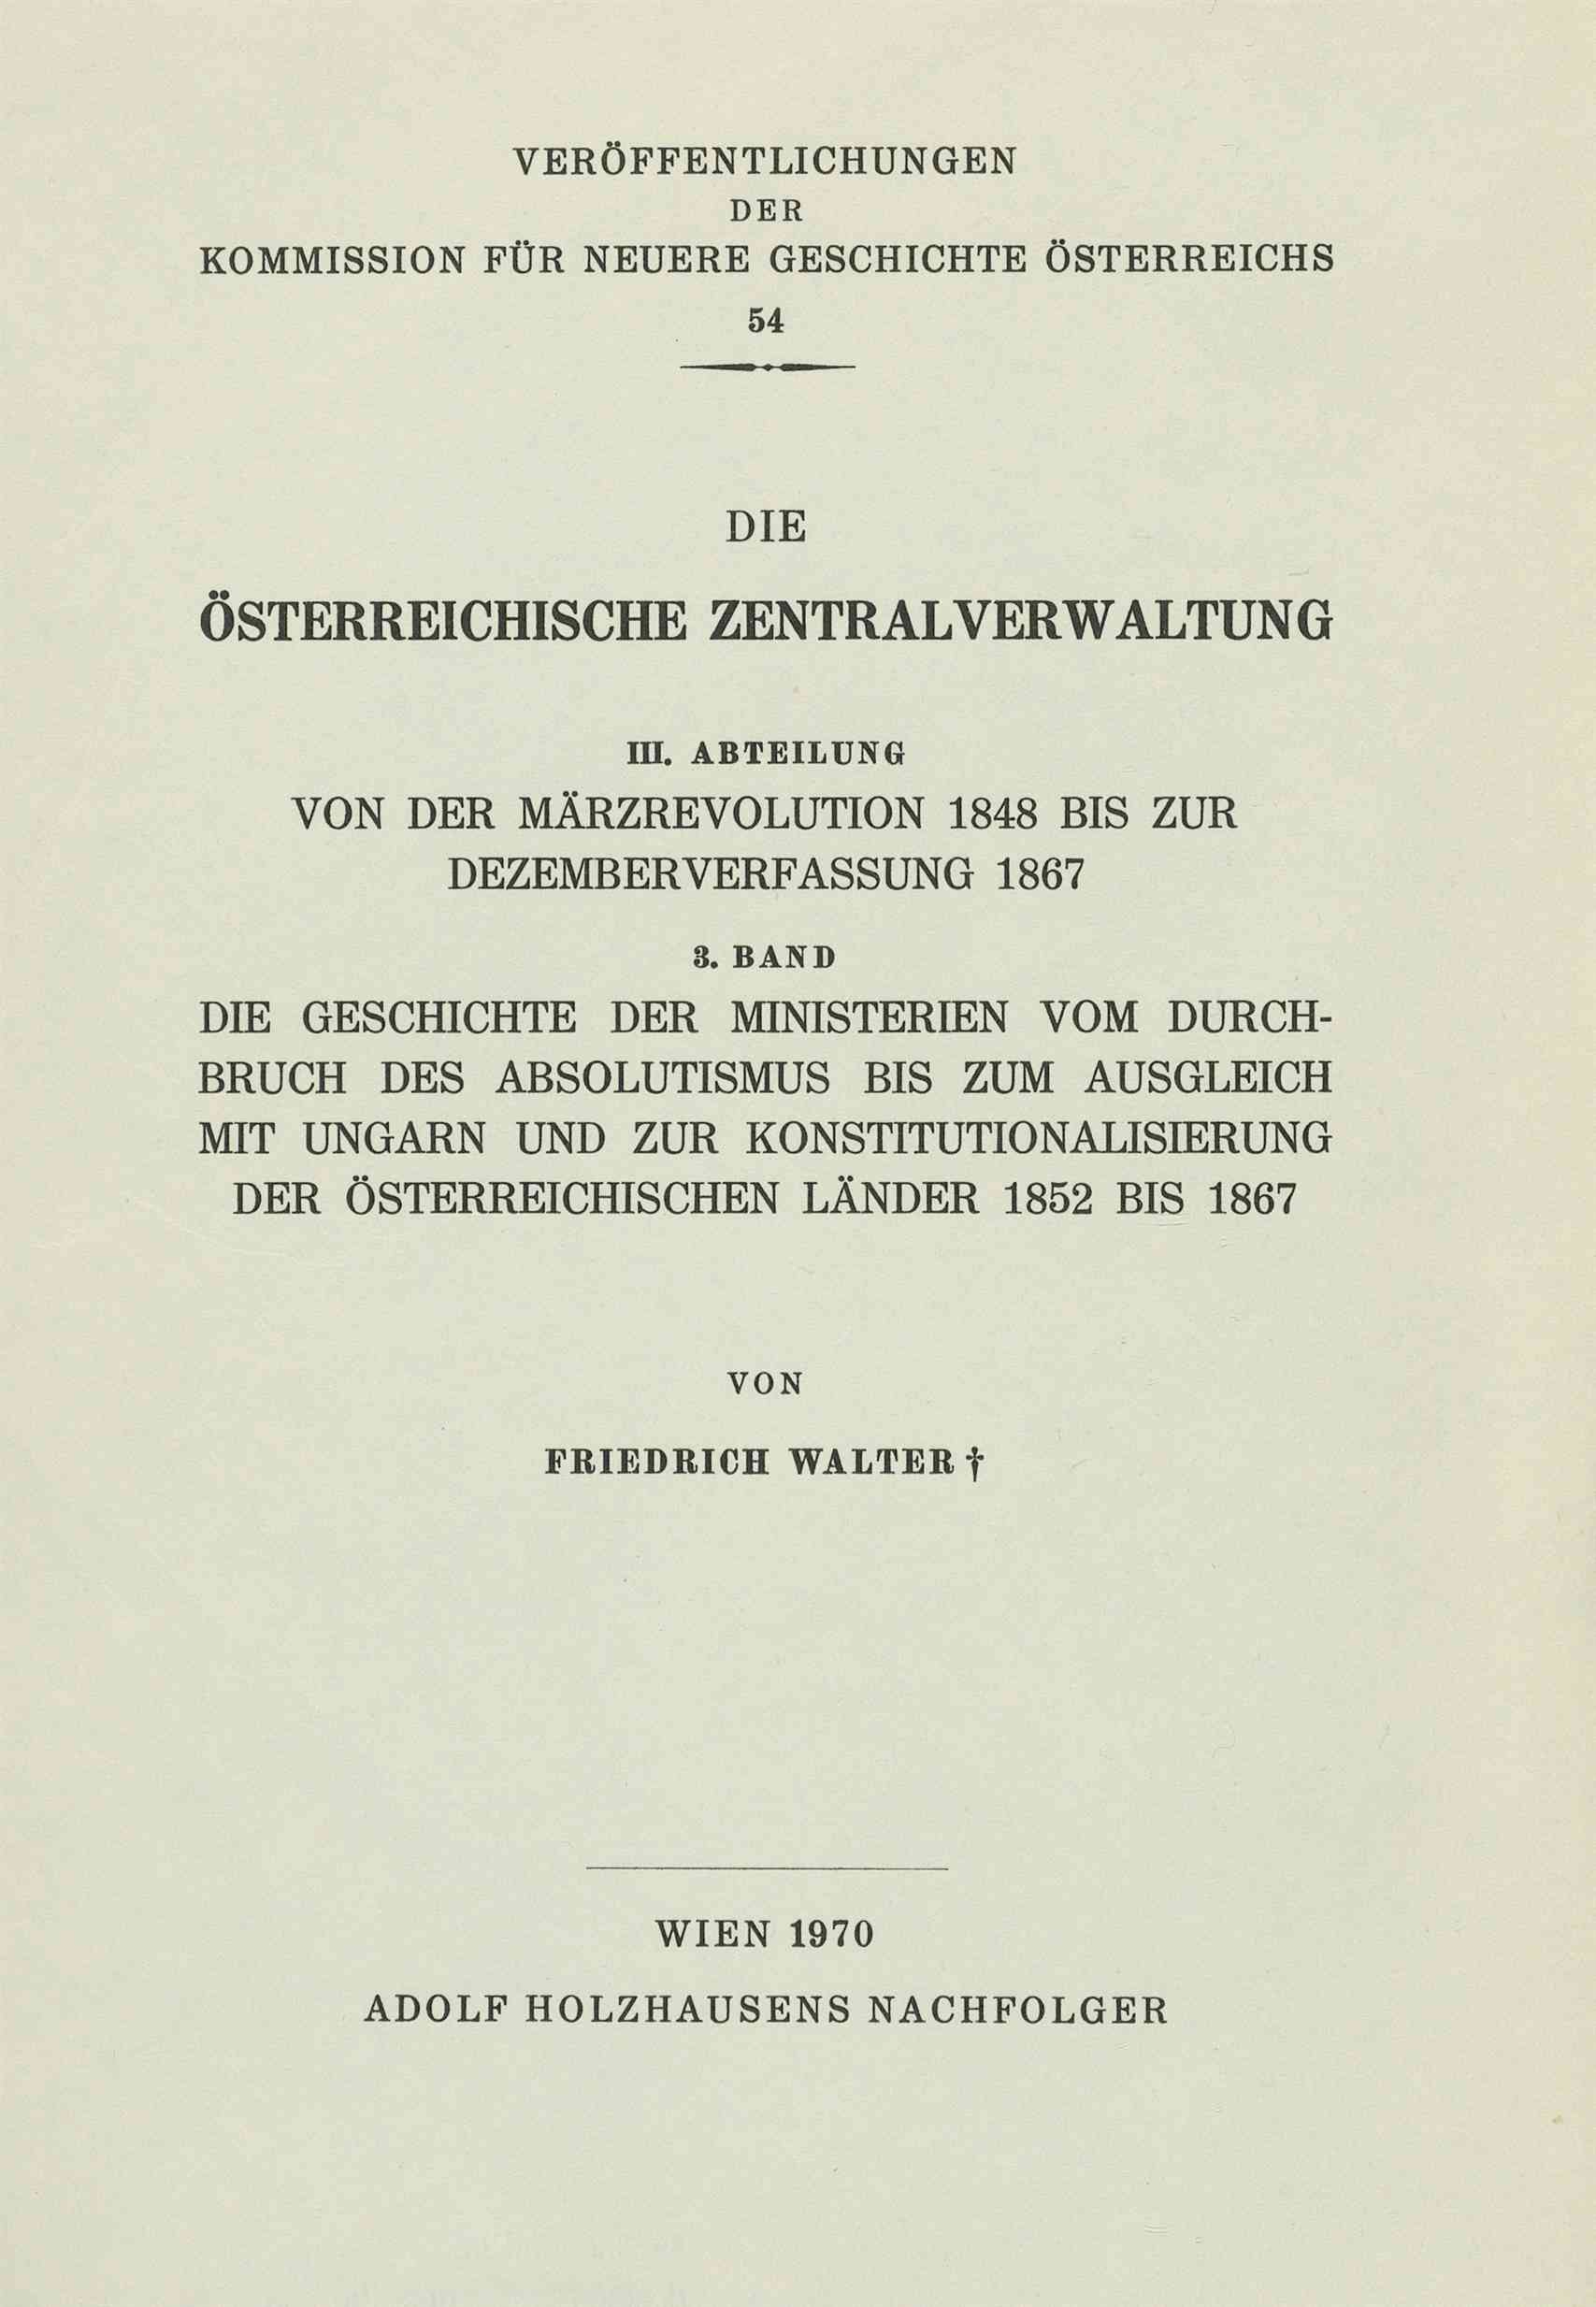 VERÖFFENTLICHUNGEN
DER
KOMMISSION FÜR NEUERE GESCHICHTE ÖSTERREICHS
54
DIE
ÖSTERREICHISCHE ZENTRALVERWALTUNG
III. ABTEILUNG
VON DER MÄRZREVOLUTION 1848 BIS ZUR
DEZEMBERVERFASSUNG 1867
3. BAND
DIE GESCHICHTE DER MINISTERIEN VOM DURCH-
BRUCH DES ABSOLUTISMUS BIS ZUM AUSGLEICH
MIT UNGARN UND ZUR KONSTITUTIONALISIERUNG
DER ÖSTERREICHISCHEN LÄNDER 1852 BIS 1867
VON
FRIEDRICH WALTER †
WIEN 1970
ADOLF HOLZHAUSENS NACHFOLGER